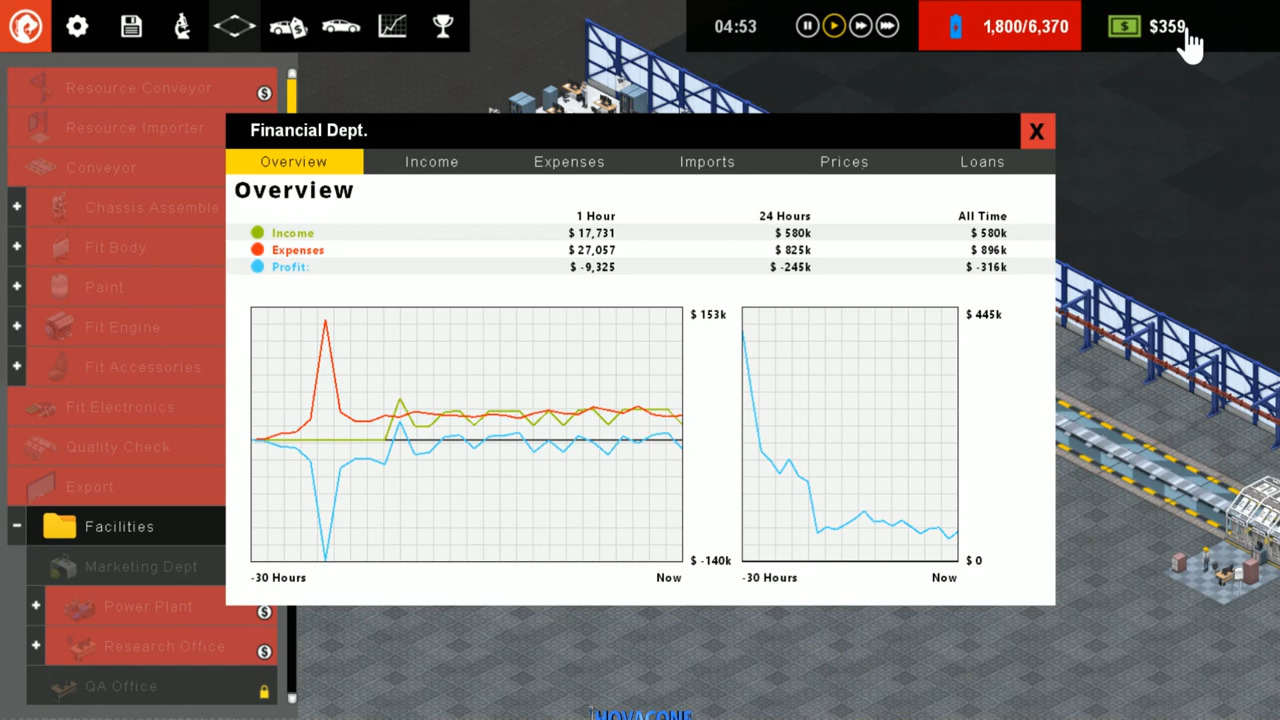 04:53
1,800/6,370
$359
Resource Conveyor
Resource Importer
Conveyor
Chassis Assemble
Fit Body
Paint
Fit Engine
Fit Accessories
Fit Electronics
Quality Check
Export
Facilities
Marketing Dept
Power Plant
Research Office
QA Office
Financial Dept.
X
Overview Income Expenses Imports Prices Loans
Overview
1 Hour 24 Hours All Time
Income $ 17,731 $ 580k $ 580k
Expenses $ 27,057 $ 825k $ 896k
Profit: $ -9,325 $ -245k $ -316k
$ 153k
$ -140k
-30 Hours Now
$ 445k
$ 0
-30 Hours Now